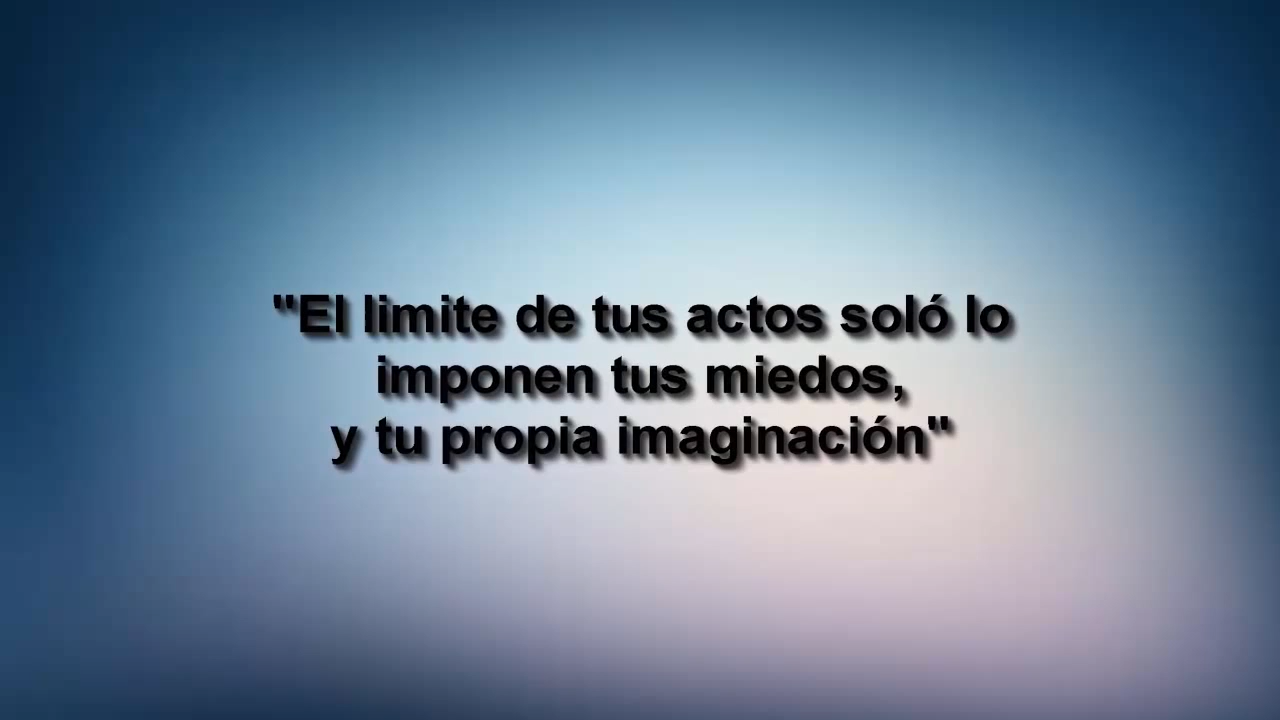 "El limite de tus actos soló lo
imponen tus miedos,
y tu propia imaginación"